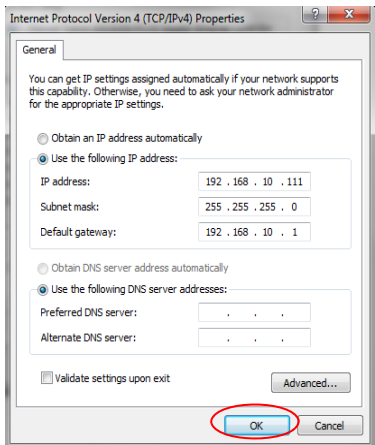 Internet Protocol Version 4 (TCP/IPv4) Properties
General
You can get IP settings assigned automatically if your network supports
this capability. Otherwise, you need to ask your network administrator
for the appropriate IP settings.
Obtain an IP address automatically
Use the following IP address:
IP address: 192 . 168 . 10 . 111
Subnet mask: 255 . 255 . 255 . 0
Default gateway: 192 . 168 . 10 . 1
Obtain DNS server address automatically
Use the following DNS server addresses:
Preferred DNS server: . . .
Alternate DNS server: . . .
Validate settings upon exit
Advanced...
OK Cancel